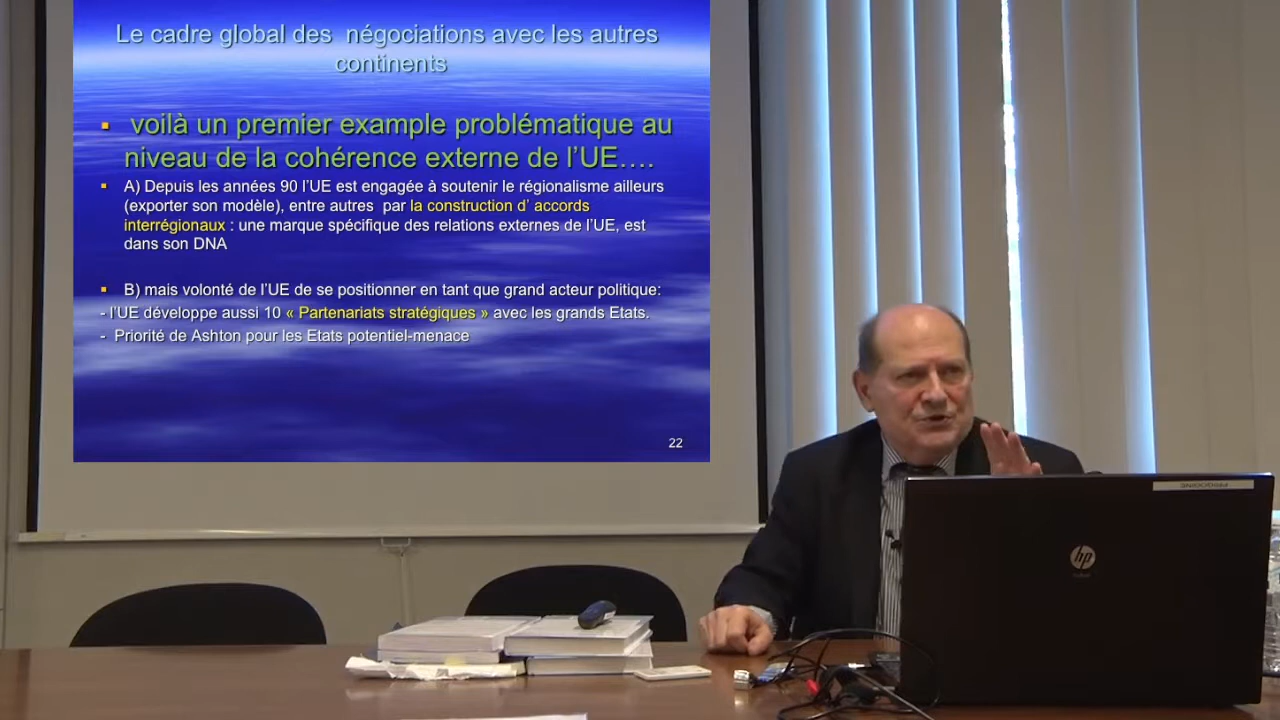 Le cadre global des  négociations avec les autres
continents
voilà un premier example problématique au
niveau de la cohérence externe de l'UE….
A) Depuis les années 90 l'UE est engagée à soutenir le régionalisme ailleurs
(exporter son modèle), entre autres  par la construction d' accords
interrégionaux : une marque spécifique des relations externes de l'UE, est
dans son DNA
B) mais volonté de l'UE de se positionner en tant que grand acteur politique:
- l'UE développe aussi 10 « Partenariats stratégiques » avec les grands Etats.
-  Priorité de Ashton pour les Etats potentiel-menace
22
hp